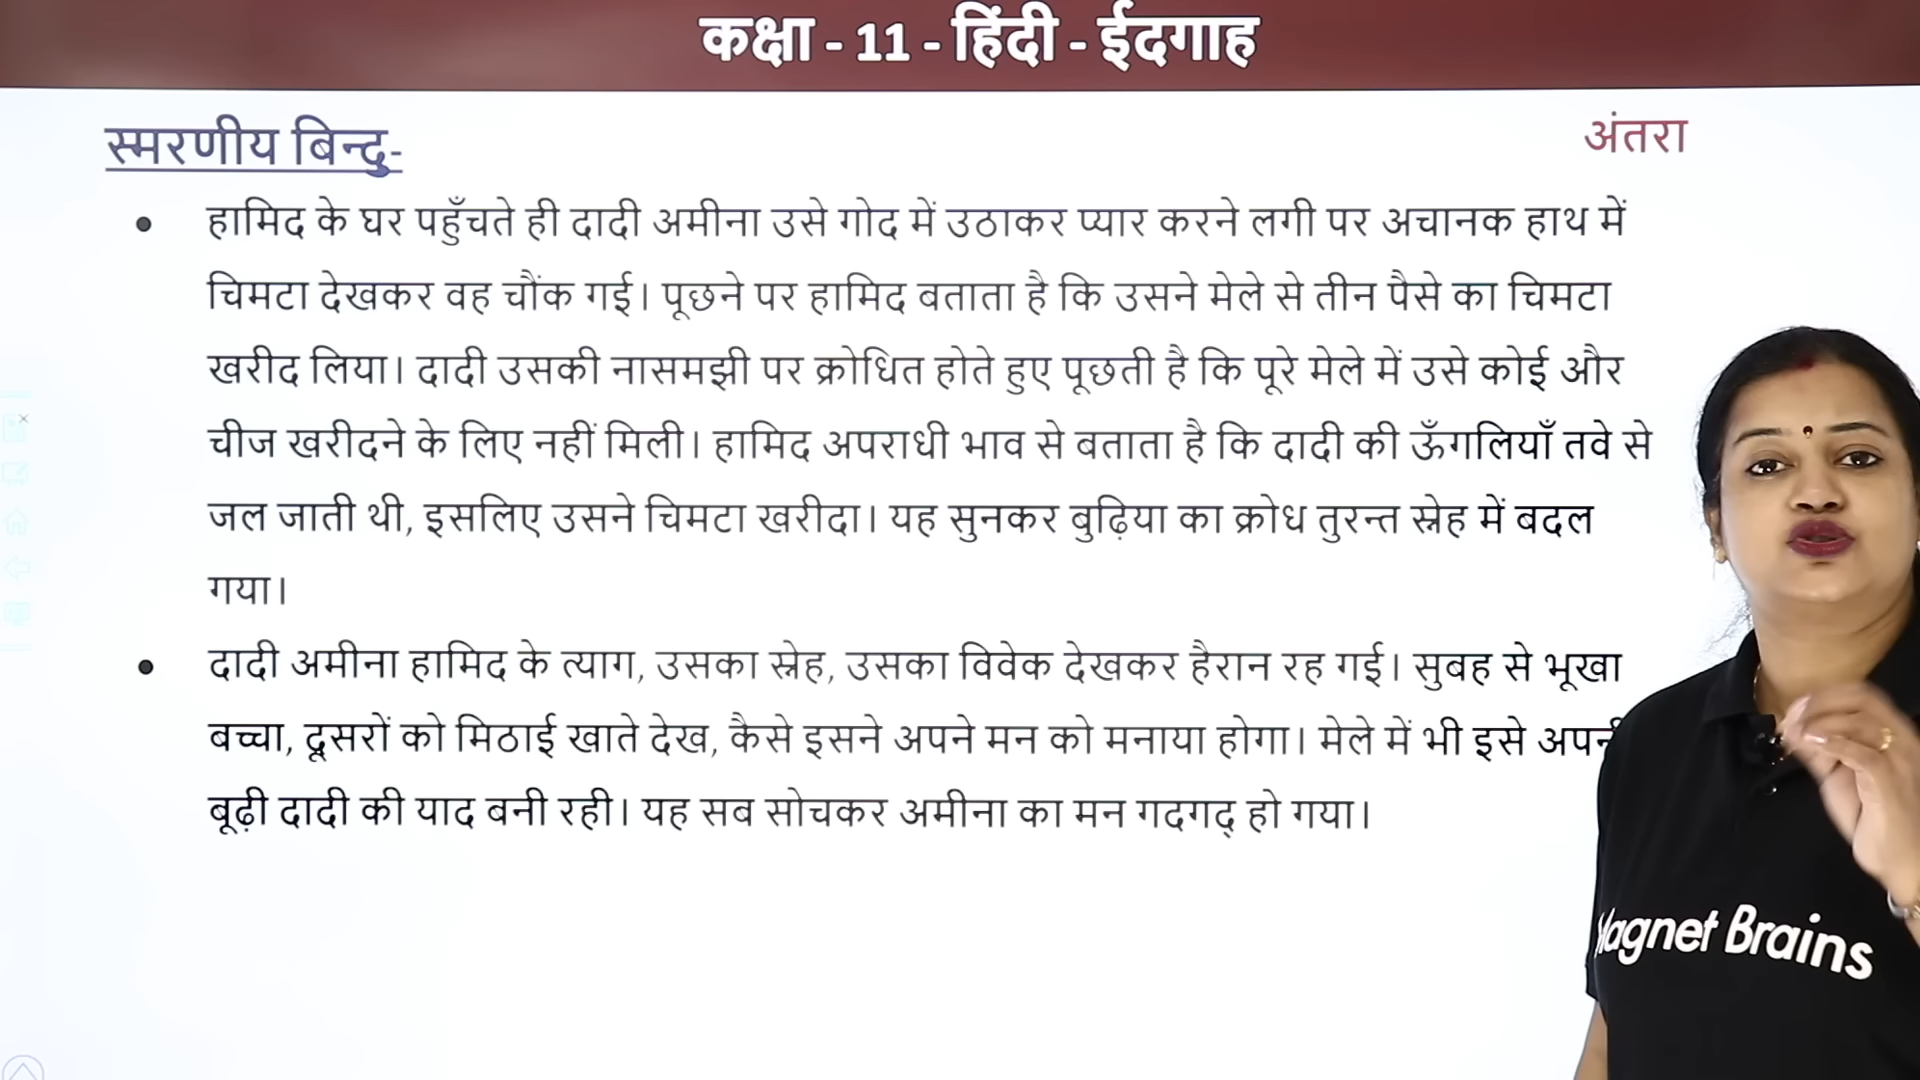 कक्षा - 11 - हिंदी - ईदगाह
स्मरणीय बिन्दु-
अंतरा
हामिद के घर पहुँचते ही दादी अमीना उसे गोद में उठाकर प्यार करने लगी पर अचानक हाथ में
चिमटा देखकर वह चौंक गई। पूछने पर हामिद बताता है कि उसने मेले से तीन पैसे का चिमटा
खरीद लिया। दादी उसकी नासमझी पर क्रोधित होते हुए पूछती है कि पूरे मेले में उसे कोई और
चीज खरीदने के लिए नहीं मिली। हामिद अपराधी भाव से बताता है कि दादी की ऊँगलियाँ तवे से
जल जाती थी, इसलिए उसने चिमटा खरीदा। यह सुनकर बुढ़िया का क्रोध तुरन्त स्नेह में बदल
गया।
दादी अमीना हामिद के त्याग, उसका स्नेह, उसका विवेक देखकर हैरान रह गई। सुबह से भूखा
बच्चा, दूसरों को मिठाई खाते देख, कैसे इसने अपने मन को मनाया होगा। मेले में भी इसे अपनी
बूढ़ी दादी की याद बनी रही। यह सब सोचकर अमीना का मन गदगद् हो गया।
Magnet Brains